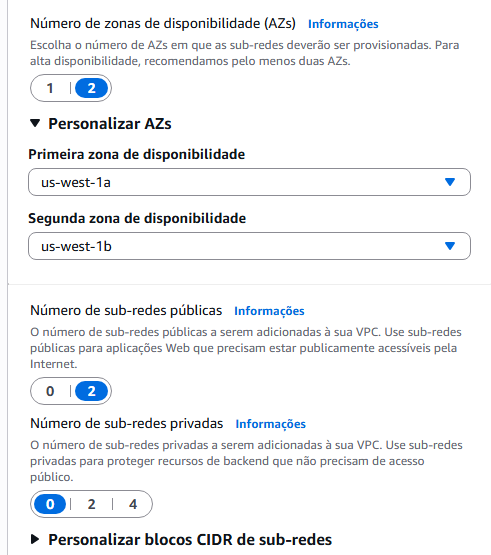 Número de zonas de disponibilidade (AZs) Informações
Escolha o número de AZs em que as sub-redes deverão ser provisionadas. Para
alta disponibilidade, recomendamos pelo menos duas AZs.
1 | 2
Personalizar AZs
Primeira zona de disponibilidade
us-west-1a
Segunda zona de disponibilidade
us-west-1b
Número de sub-redes públicas Informações
O número de sub-redes públicas a serem adicionadas à sua VPC. Use sub-redes
públicas para aplicações Web que precisam estar publicamente acessíveis pela
Internet.
0 | 2
Número de sub-redes privadas Informações
O número de sub-redes privadas a serem adicionadas à sua VPC. Use sub-redes
privadas para proteger recursos de backend que não precisam de acesso
público.
0 | 2 | 4
Personalizar blocos CIDR de sub-redes